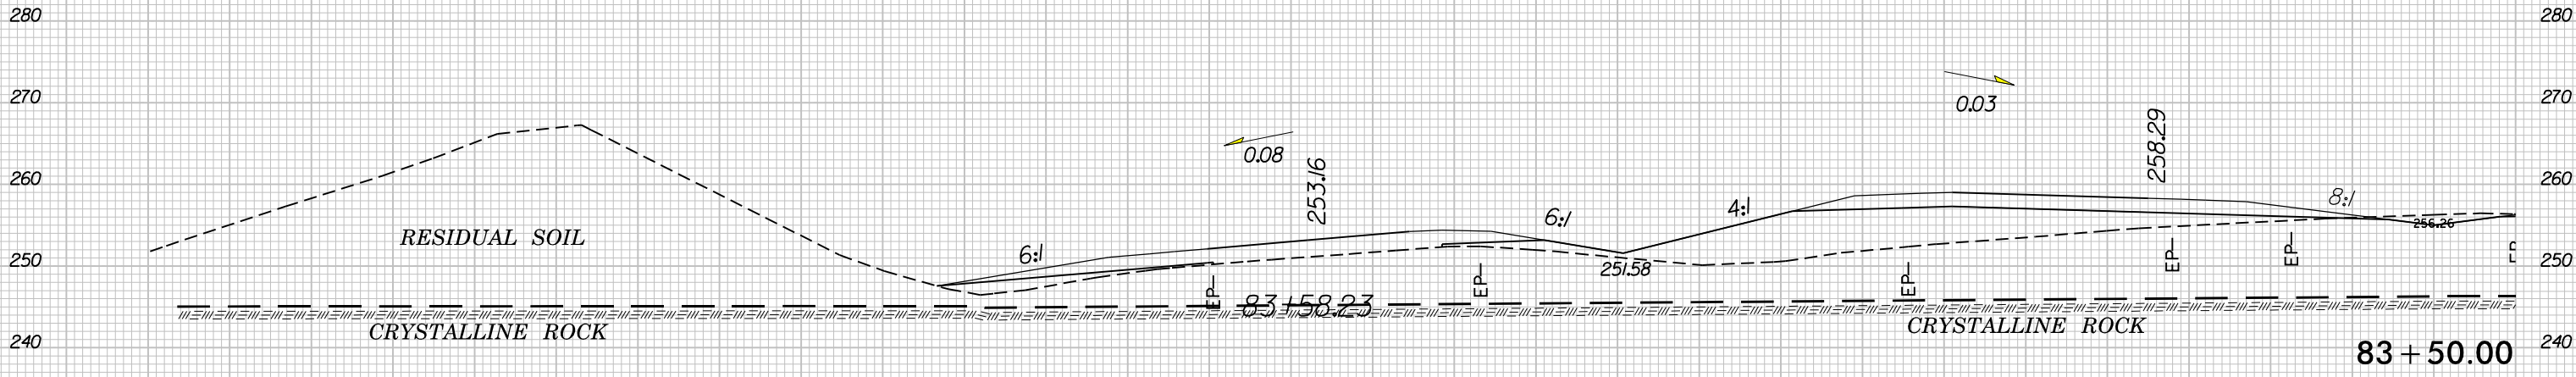 280 280
270 270
0.03
0.08
258.29
260 260
253.16
8:1
6:1
4:1
256.26
RESIDUAL SOIL
6:1
250 250
251.58
EP
EP
EP
EP
EP
83+58.23
CRYSTALLINE ROCK CRYSTALLINE ROCK
240 240
83+50.00